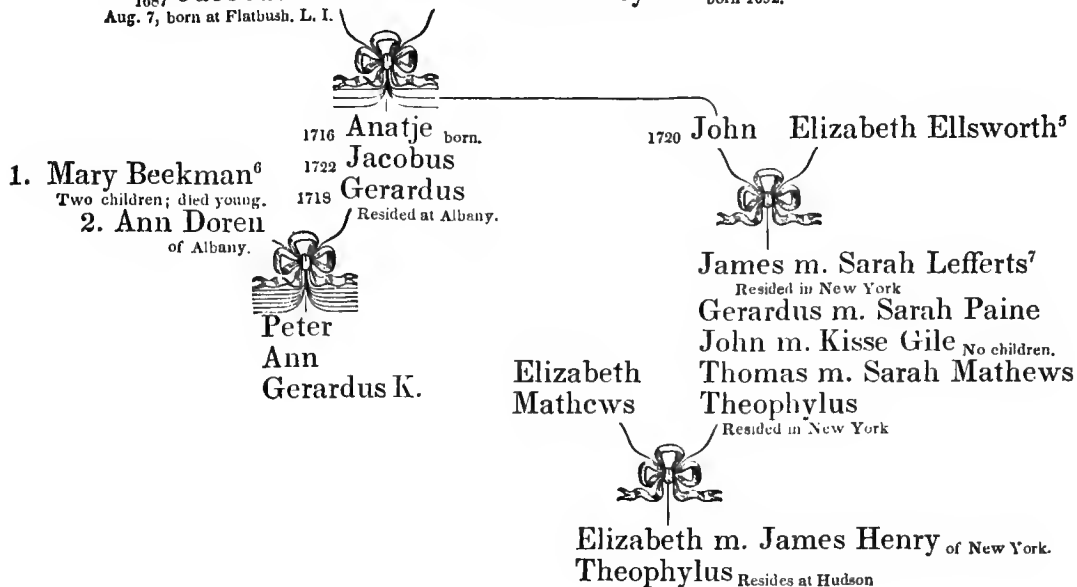 1687
born 1692.
Aug. 7, born at Flatbush. L. I.
1716 Anatje born.
1722 Jacobus
1718 Gerardus
Resided at Albany.
1. Mary Beekman⁶
Two children; died young.
2. Ann Doren
of Albany.
Peter
Ann
Gerardus K.
1720 John Elizabeth Ellsworth⁵
James m. Sarah Lefferts⁷
Resided in New York
Gerardus m. Sarah Paine
John m. Kisse Gile No children.
Thomas m. Sarah Mathews
Theophylus
Resided in New York
Elizabeth
Mathews
Elizabeth m. James Henry of New York.
Theophylus Resides at Hudson